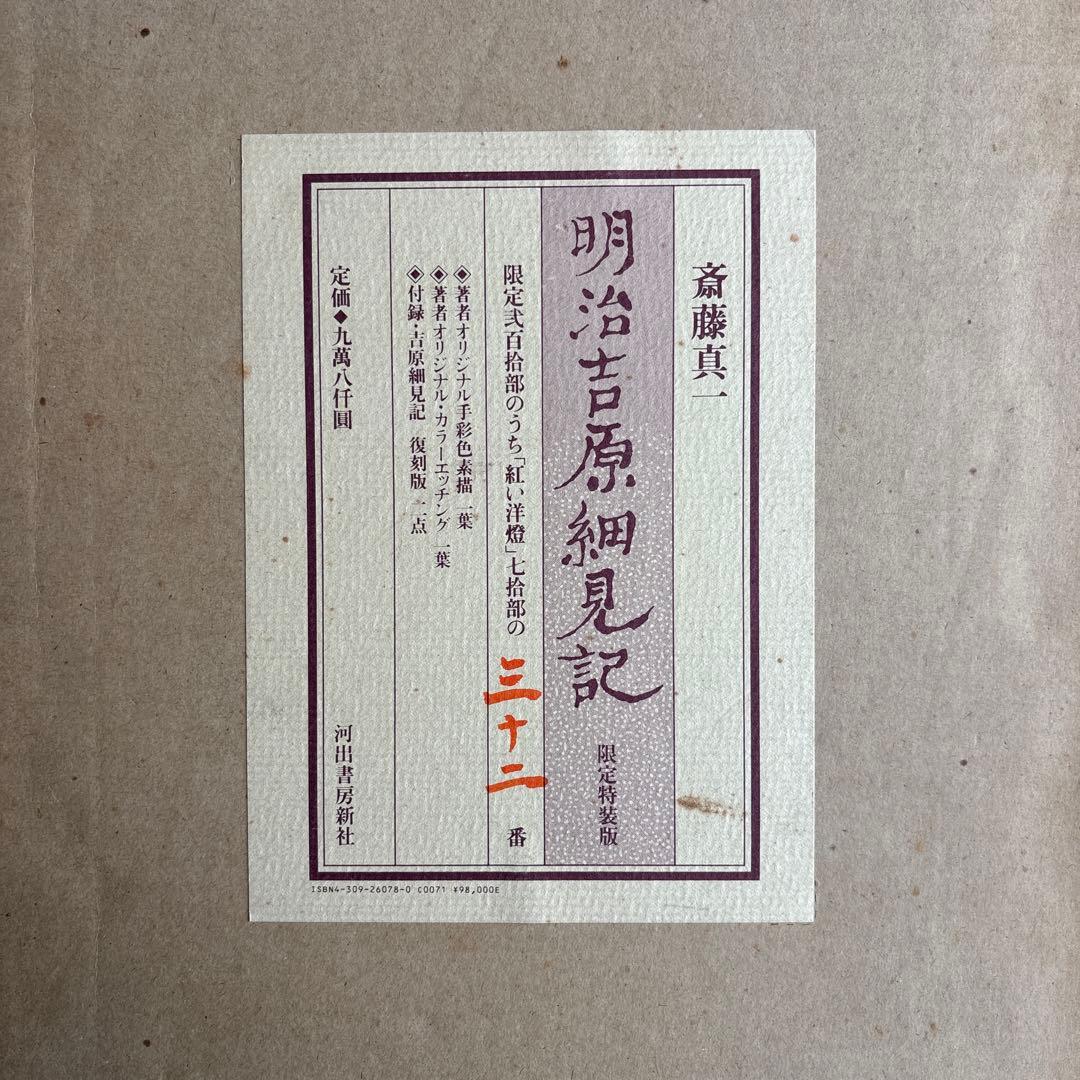 斎藤真一
明治吉原細見記 限定特装版
限定弐百拾部のうち「紅い洋燈」七拾部の 三十二 番
◈著者オリジナル手彩色素描 一葉
◈著者オリジナル・カラーエッチング 一葉
◈付録・吉原細見記 復刻版 二点
定価◆九萬八仟圓
河出書房新社
ISBN4-309-26078-0 C0071 ¥98,000E